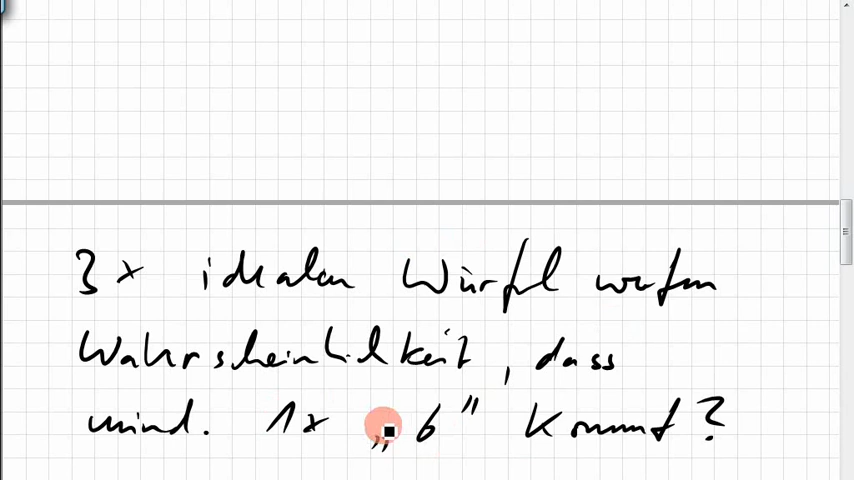 3x idealen Würfel werfen
Wahrscheinlichkeit, dass
mind. 1x „6" kommt?